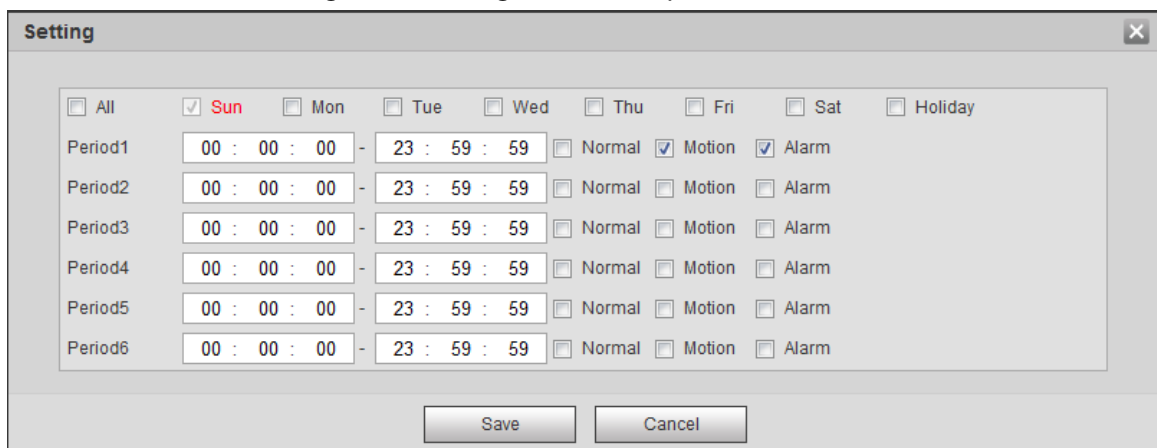 Setting
All Sun Mon Tue Wed Thu Fri Sat Holiday
Period1 00 : 00 : 00 - 23 : 59 : 59 Normal Motion Alarm
Period2 00 : 00 : 00 - 23 : 59 : 59 Normal Motion Alarm
Period3 00 : 00 : 00 - 23 : 59 : 59 Normal Motion Alarm
Period4 00 : 00 : 00 - 23 : 59 : 59 Normal Motion Alarm
Period5 00 : 00 : 00 - 23 : 59 : 59 Normal Motion Alarm
Period6 00 : 00 : 00 - 23 : 59 : 59 Normal Motion Alarm
Save Cancel